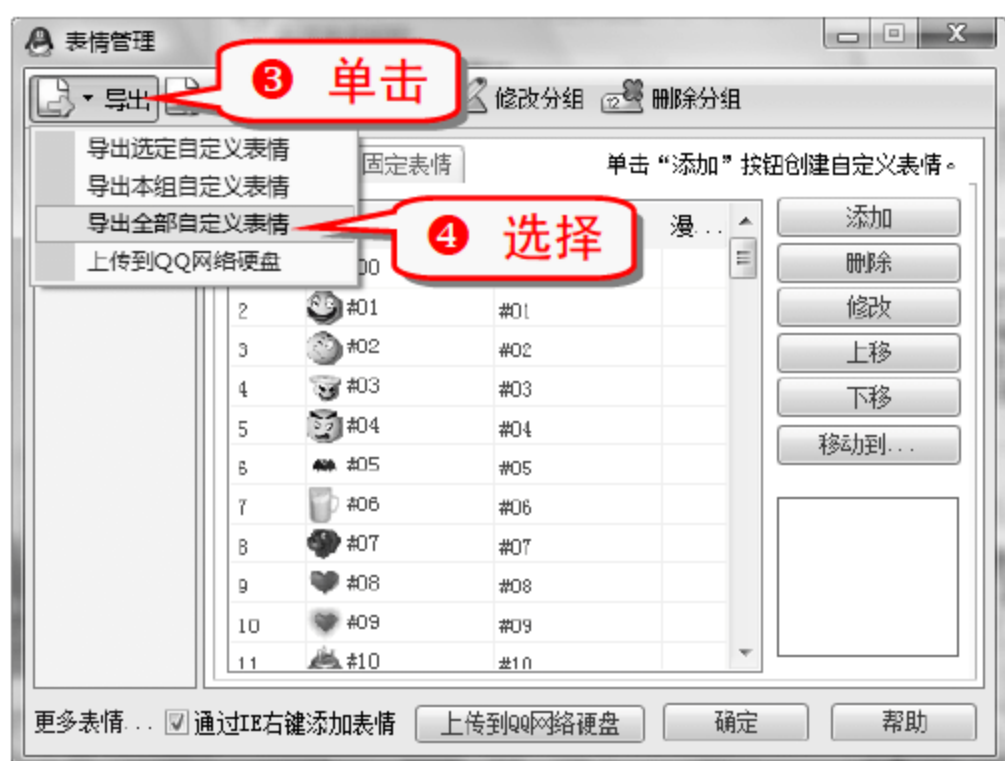 表情管理
❸ 单击
导出
修改分组
删除分组
导出选定自定义表情
导出本组自定义表情
导出全部自定义表情
上传到QQ网络硬盘
固定表情
单击“添加”按钮创建自定义表情。
❹ 选择
漫...
添加
删除
修改
上移
下移
移动到...
2 #01 #01
3 #02 #02
4 #03 #03
5 #04 #04
6 #05 #05
7 #06 #06
8 #07 #07
9 #08 #08
10 #09 #09
11 #10 #10
更多表情...
通过IE右键添加表情
上传到QQ网络硬盘
确定
帮助